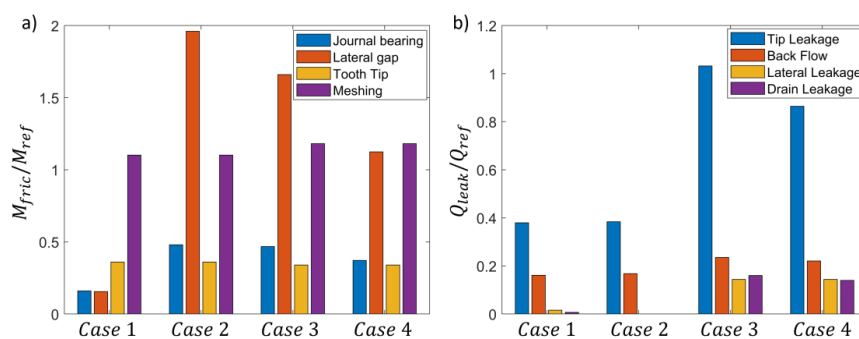 a)
M_fric/M_ref
2
1.5
1
0.5
0
Journal bearing
Lateral gap
Tooth Tip
Meshing
Case 1 Case 2 Case 3 Case 4
b)
Q_leak/Q_ref
1.2
1
0.8
0.6
0.4
0.2
0
Tip Leakage
Back Flow
Lateral Leakage
Drain Leakage
Case 1 Case 2 Case 3 Case 4